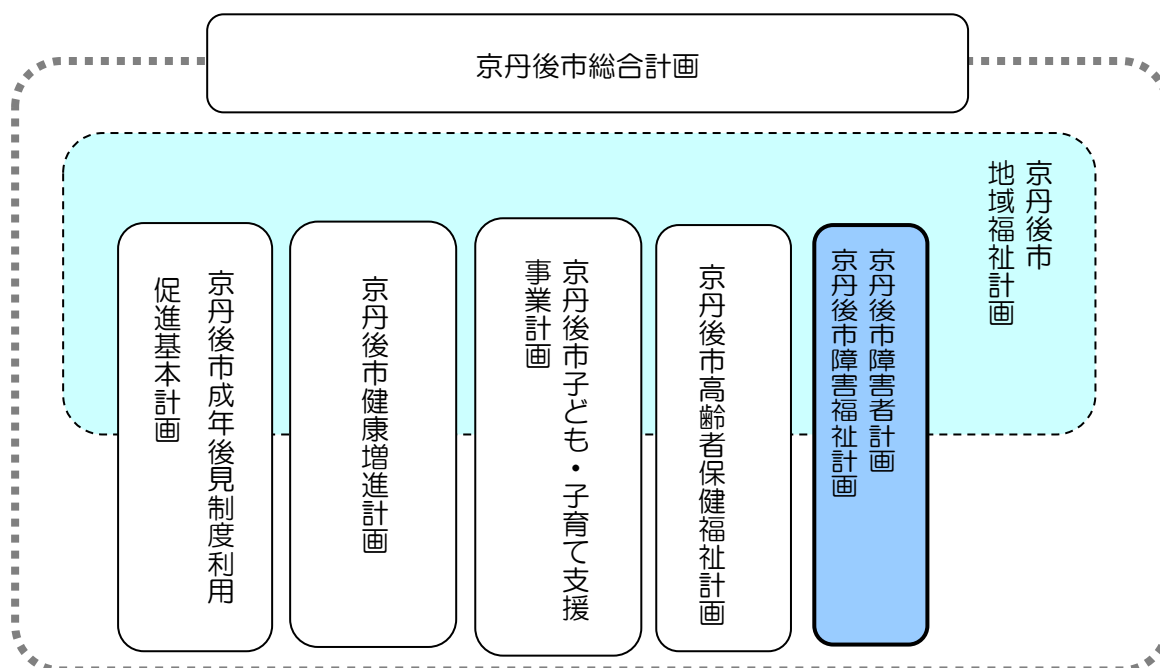 京丹後市総合計画
京丹後市
地域福祉計画
京丹後市障害者計画
京丹後市障害福祉計画
京丹後市高齢者保健福祉計画
京丹後市子ども・子育て支援
事業計画
京丹後市健康増進計画
京丹後市成年後見制度利用
促進基本計画